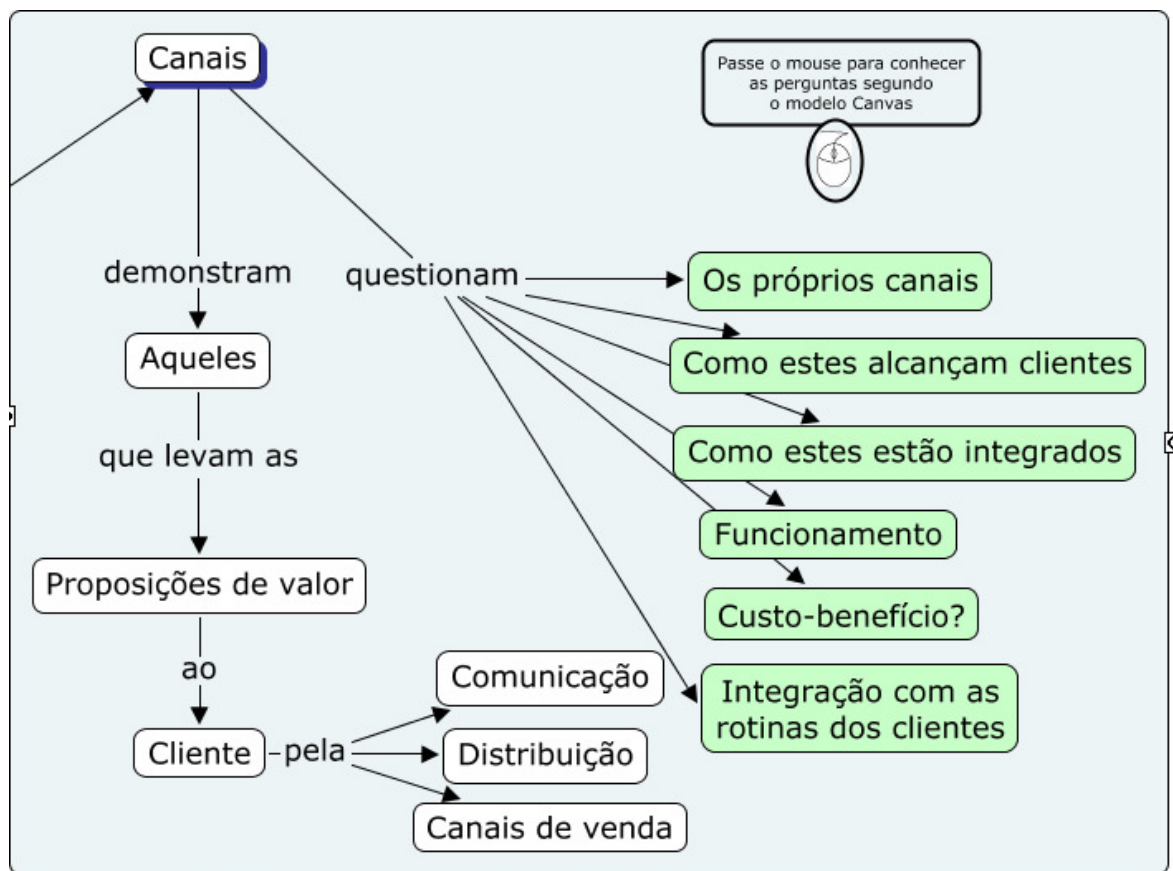 Canais
Passe o mouse para conhecer
as perguntas segundo
o modelo Canvas
demonstram
questionam
Os próprios canais
Aqueles
Como estes alcançam clientes
que levam as
Como estes estão integrados
Funcionamento
Proposições de valor
Custo-benefício?
ao
Comunicação
Integração com as
rotinas dos clientes
Cliente
pela
Distribuição
Canais de venda